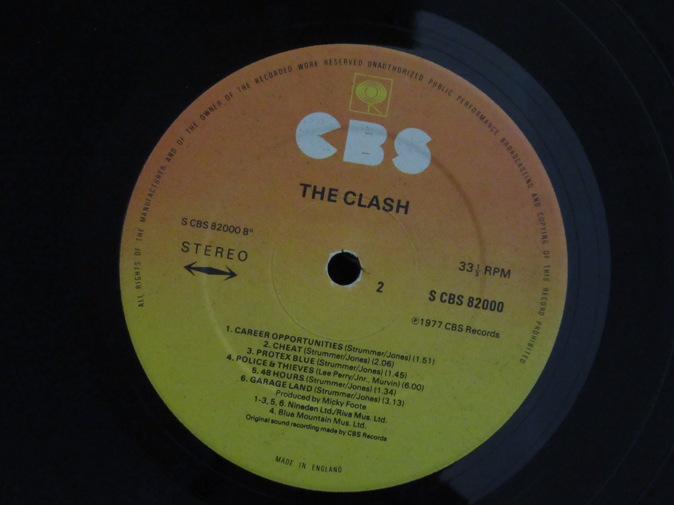 ALL RIGHTS OF THE MANUFACTURER AND OF THE OWNER OF THE RECORDED WORK RESERVED UNAUTHORIZED PUBLIC PERFORMANCE BROADCASTING AND COPYING OF THIS RECORD PROHIBITED
CBS
THE CLASH
S CBS 82000 B
STEREO
33⅓ RPM
2
S CBS 82000
℗1977 CBS Records
1. CAREER OPPORTUNITIES (Strummer/Jones) (1.51)
2. CHEAT (Strummer/Jones) (2.06)
3. PROTEX BLUE (Strummer/Jones) (1.45)
4. POLICE & THIEVES (Lee Perry/Jnr., Murvin) (6.00)
5. 48 HOURS (Strummer/Jones) (1.34)
6. GARAGE LAND (Strummer/Jones) (3.13)
Produced by Micky Foote
1-3, 5, 6. Nineden Ltd./Riva Mus. Ltd.
4. Blue Mountain Mus. Ltd.
Original sound recording made by CBS Records
MADE IN ENGLAND